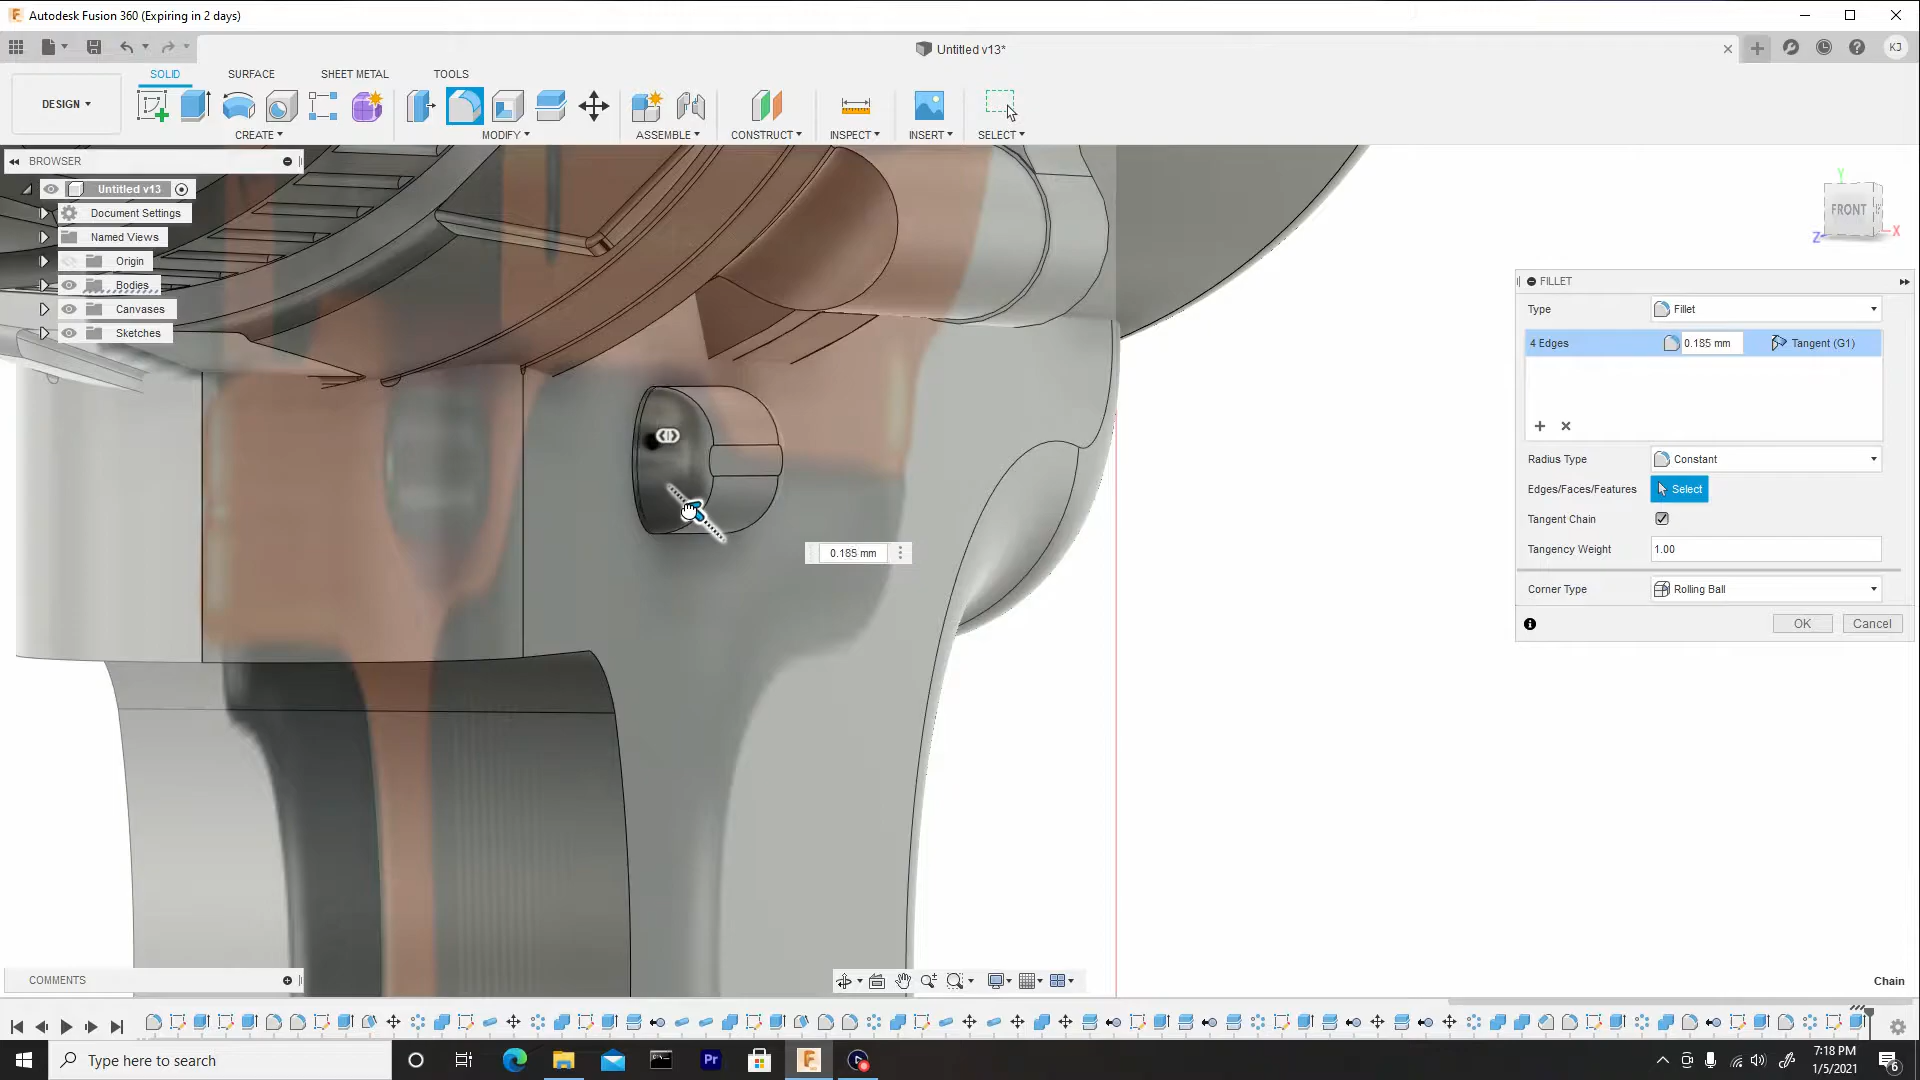 Autodesk Fusion 360 (Expiring in 2 days)
Untitled v13*
KJ
DESIGN
SOLID
SURFACE
SHEET METAL
TOOLS
CREATE
MODIFY
ASSEMBLE
CONSTRUCT
INSPECT
INSERT
SELECT
BROWSER
Untitled v13
Document Settings
Named Views
Origin
Bodies
Canvases
Sketches
Y
FRONT
Z
X
FILLET
Type
Fillet
4 Edges
0.185 mm
Tangent (G1)
Radius Type
Constant
Edges/Faces/Features
Select
Tangent Chain
Tangency Weight
1.00
Corner Type
Rolling Ball
OK
Cancel
0.185 mm
COMMENTS
Chain
Type here to search
Pr
7:18 PM
1/5/2021
6